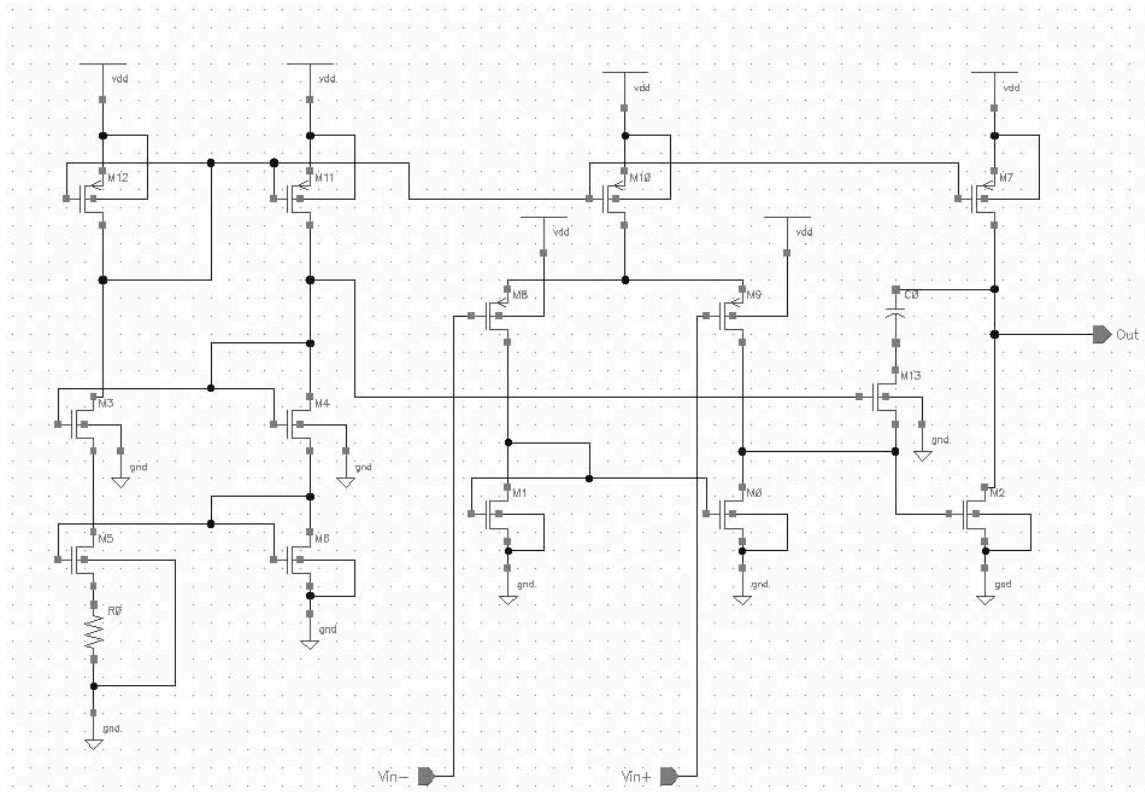 vdd
vdd
vdd
vdd
M12
M11
M10
M7
vdd
vdd
M8
M9
C0
Out
M13
M3
M4
gnd
gnd
gnd
M1
M0
M2
M5
M6
gnd
gnd
gnd
R0
gnd
gnd
Vin-
Vin+